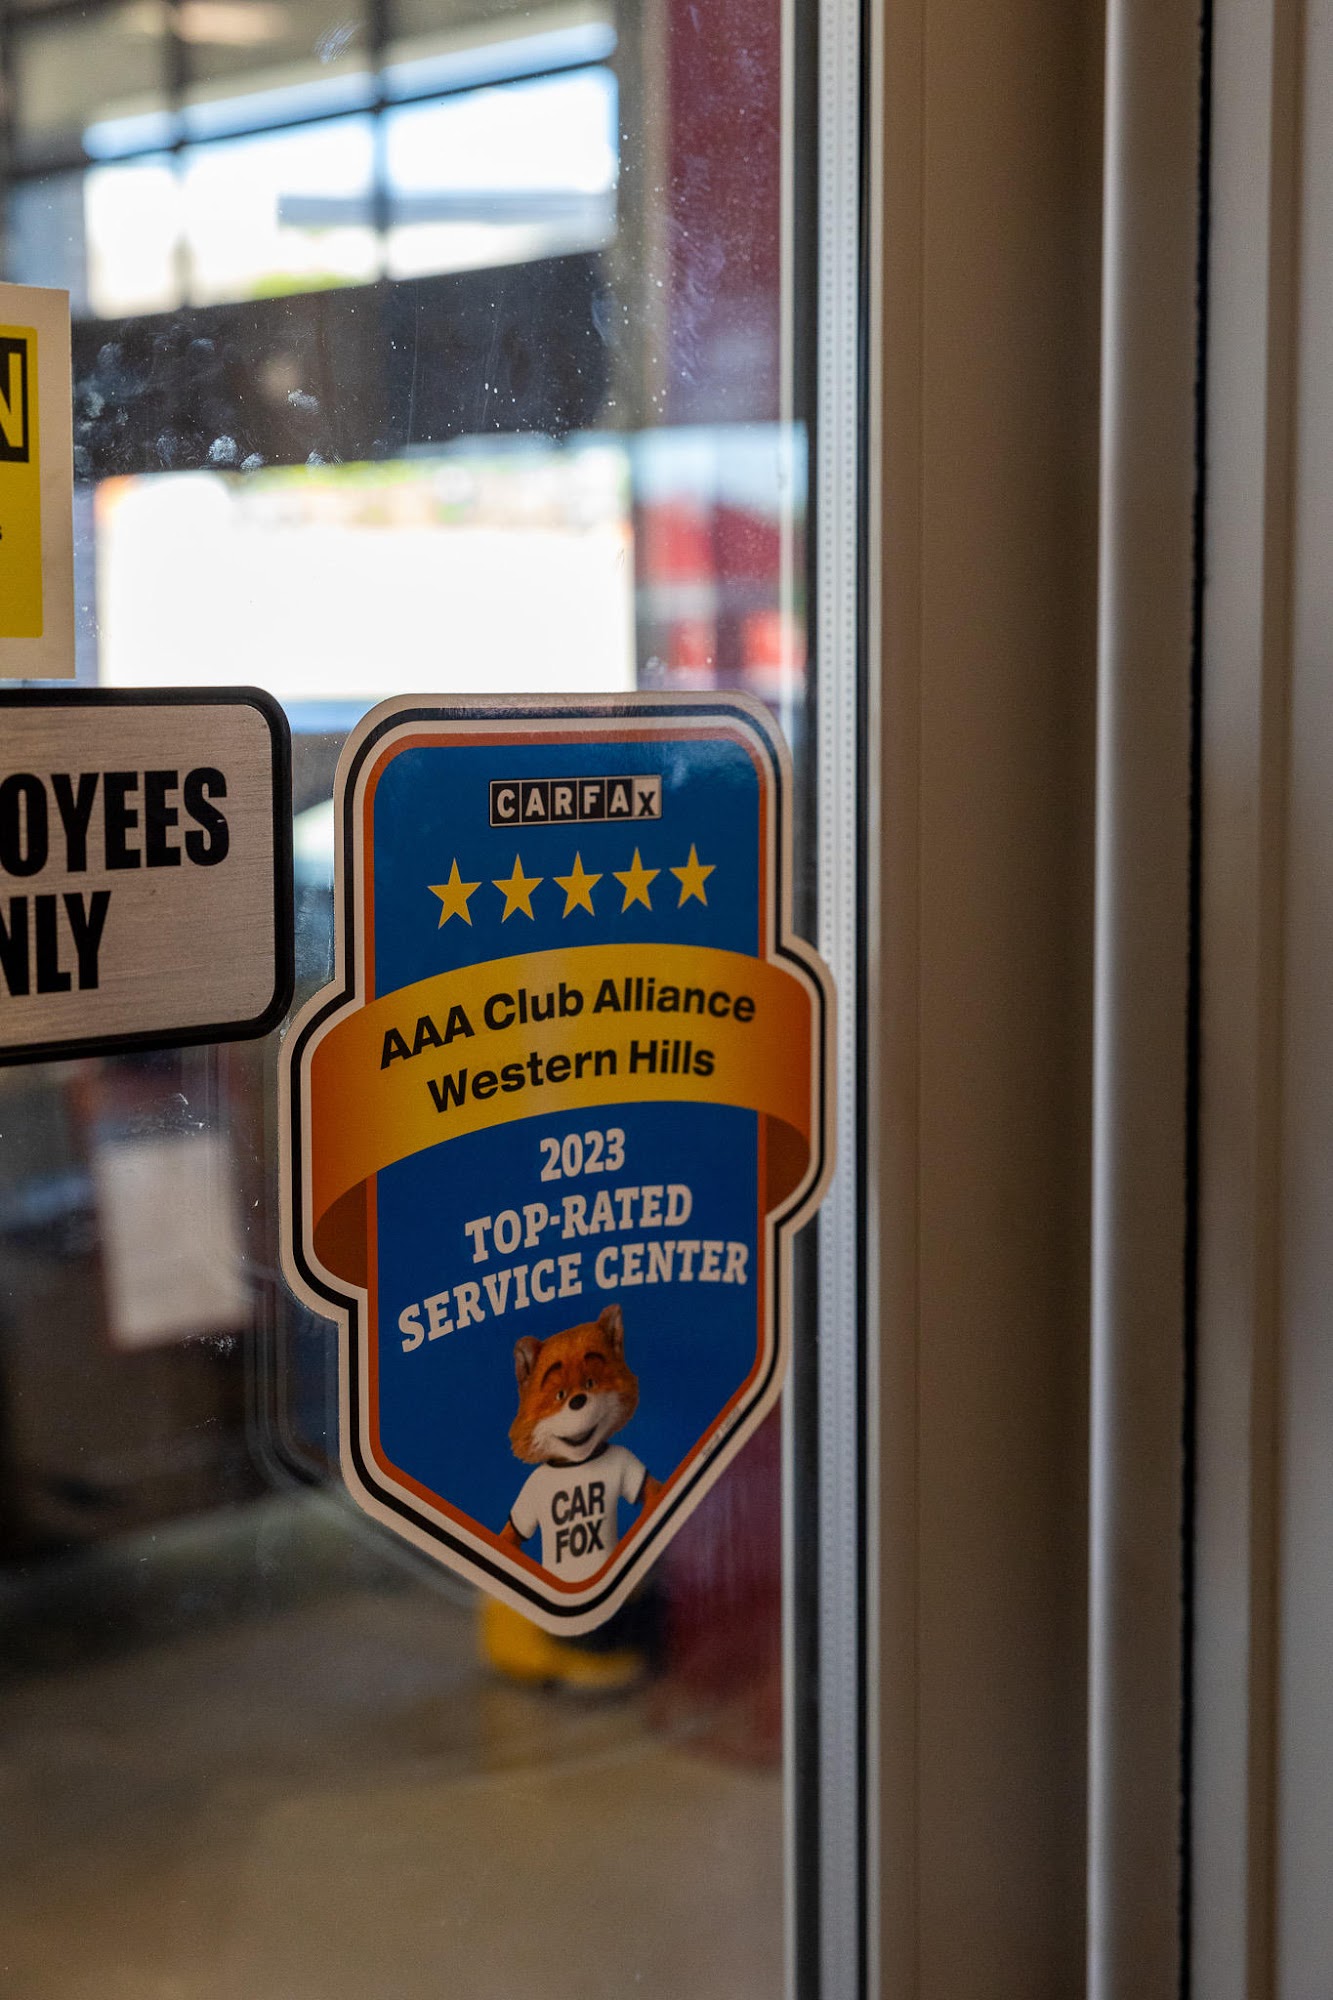 N
OYEES
NLY
CARFAX
AAA Club Alliance
Western Hills
2023
TOP-RATED
SERVICE CENTER
CAR
FOX